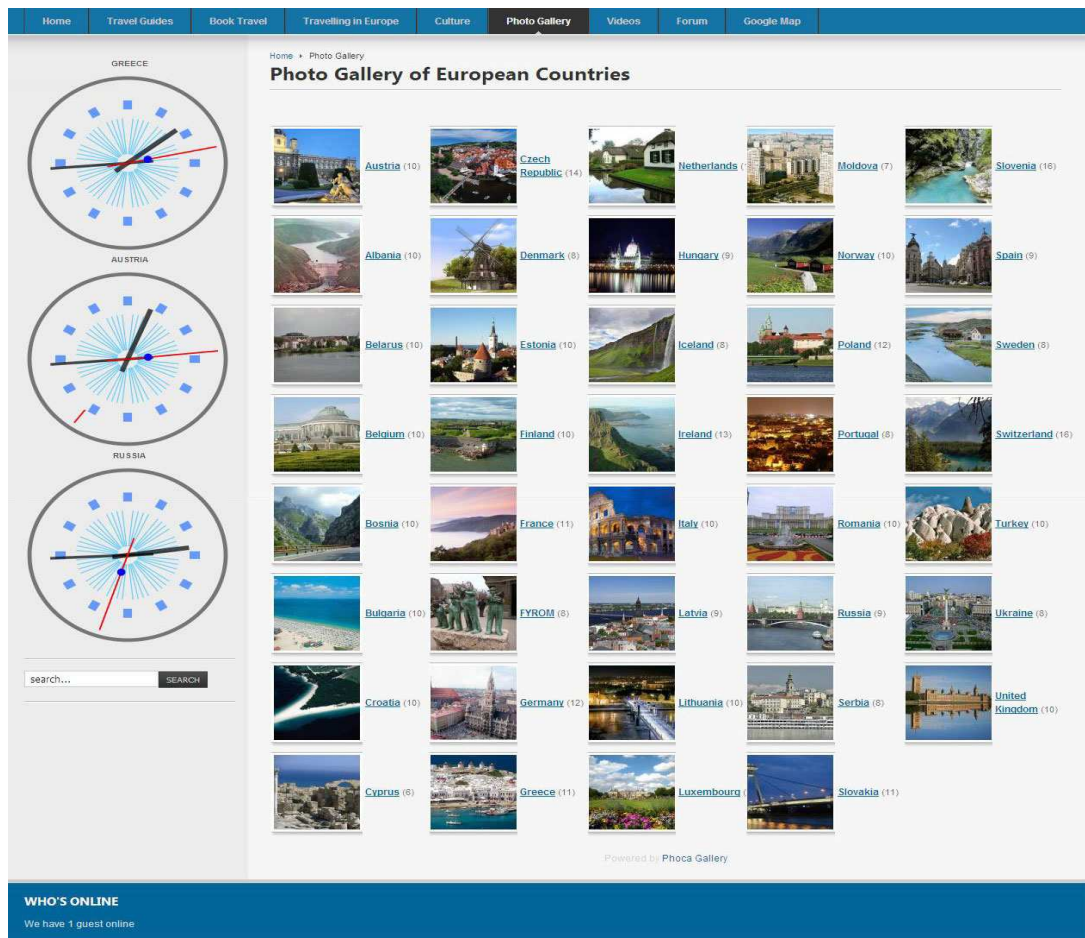 Home Travel Guides Book Travel Travelling in Europe Culture Photo Gallery Videos Forum Google Map
GREECE
AUSTRIA
RUSSIA
search... SEARCH
Home Photo Gallery
Photo Gallery of European Countries
Austria (10)
Czech
Republic (14)
Netherlands (
Moldova (7)
Slovenia (16)
Albania (10)
Denmark (8)
Hungary (9)
Norway (10)
Spain (9)
Belarus (10)
Estonia (10)
Iceland (8)
Poland (12)
Sweden (8)
Belgium (10)
Finland (10)
Ireland (13)
Portugal (8)
Switzerland (16)
Bosnia (10)
France (11)
Italy (10)
Romania (10)
Turkey (10)
Bulgaria (10)
FYROM (8)
Latvia (9)
Russia (9)
Ukraine (8)
Croatia (10)
Germany (12)
Lithuania (10)
Serbia (8)
United
Kingdom (10)
Cyprus (6)
Greece (11)
Luxembourg (
Slovakia (11)
Powered by Phoca Gallery
WHO'S ONLINE
We have 1 guest online